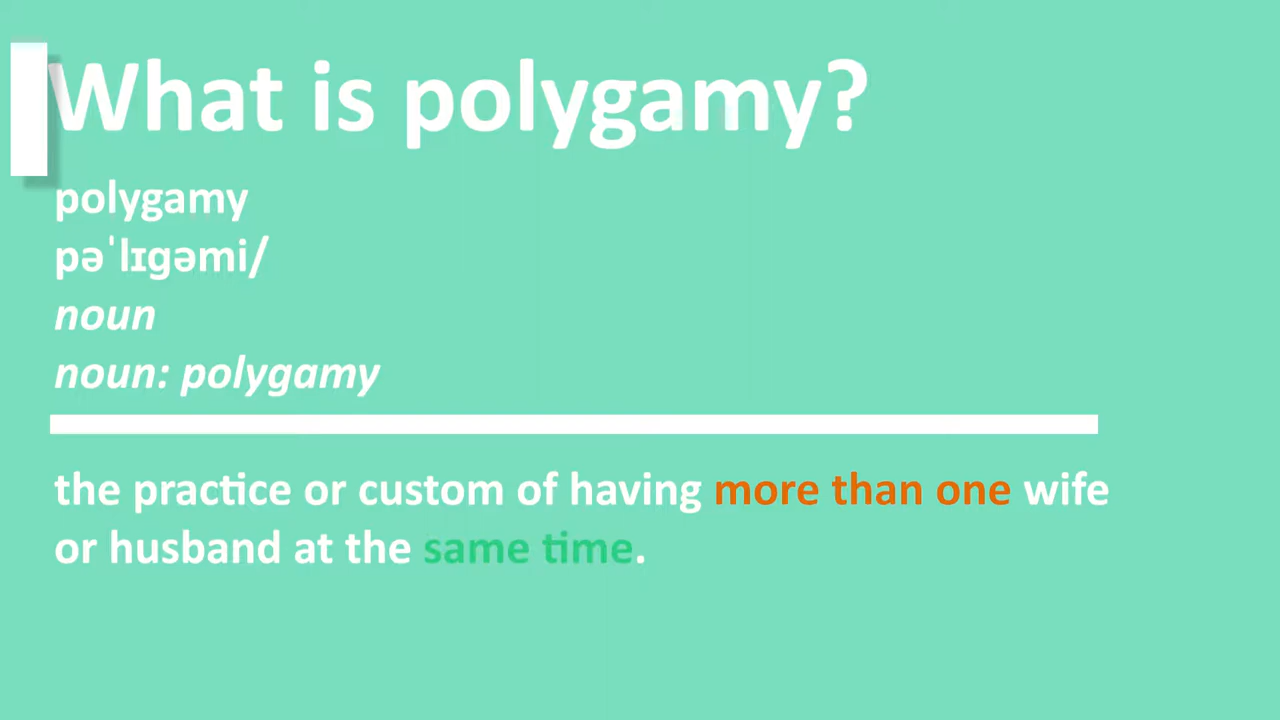 What is polygamy?
polygamy
pəˈlɪɡəmi/
noun
noun: polygamy
the practice or custom of having more than one wife
or husband at the same time.